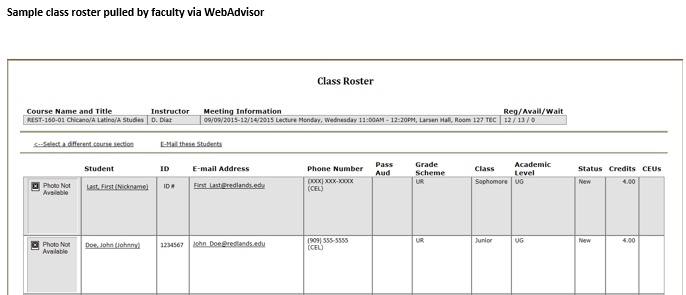 Sample class roster pulled by faculty via WebAdvisor
Class Roster
Course Name and Title Instructor Meeting Information Reg/Avail/Wait
REST-160-01 Chicano/A Latino/A Studies D. Diaz 09/09/2015-12/14/2015 Lecture Monday, Wednesday 11:00AM - 12:20PM, Larsen Hall, Room 127 TEC 12 / 13 / 0
<--Select a different course section E-Mail these Students
Student ID E-mail Address Phone Number Pass Aud Grade Scheme Class Academic Level Status Credits CEUs
Photo Not Available Last, First (Nickname) ID # First_Last@redlands.edu (XXX) XXX-XXXX (CEL) UR Sophomore UG New 4.00
Photo Not Available Doe, John (Johnny) 1234567 John_Doe@redlands.edu (909) 555-5555 (CEL) UR Junior UG New 4.00